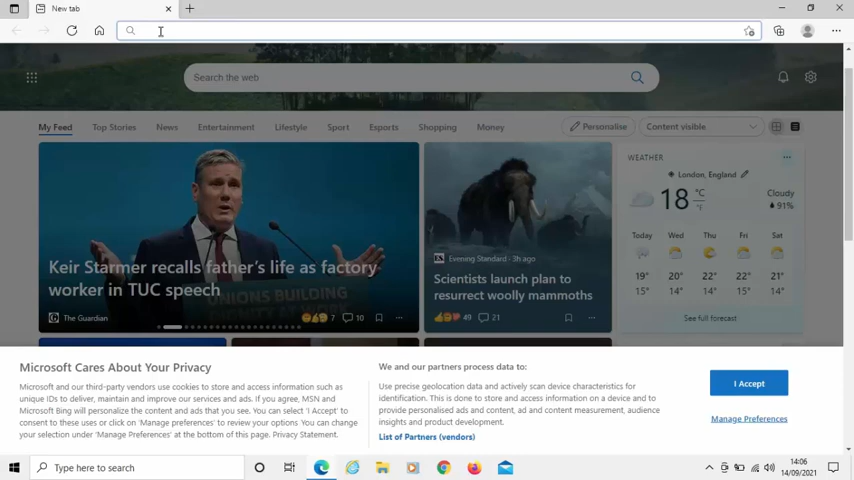 New tab
Search the web
My Feed Top Stories News Entertainment Lifestyle Sport Esports Shopping Money Personalise Content visible
Keir Starmer recalls father's life as factory
worker in TUC speech
UNIONS BUILDING
The Guardian 7 10
Evening Standard - 3h ago
Scientists launch plan to
resurrect woolly mammoths
49 21
WEATHER
London, England
18 °C
°F
Cloudy
91%
Today Wed Thu Fri Sat
19° 20° 22° 22° 21°
15° 14° 14° 14° 14°
See full forecast
Microsoft Cares About Your Privacy
Microsoft and our third-party vendors use cookies to store and access information such as
unique IDs to deliver, maintain and improve our services and ads. If you agree, MSN and
Microsoft Bing will personalize the content and ads that you see. You can select 'I Accept' to
consent to these uses or click on 'Manage preferences' to review your options You can change
your selection under 'Manage Preferences' at the bottom of this page. Privacy Statement.
We and our partners process data to:
Use precise geolocation data and actively scan device characteristics for
identification. This is done to store and access information on a device and to
provide personalised ads and content, ad and content measurement, audience
insights and product development.
List of Partners (vendors)
I Accept
Manage Preferences
Type here to search
14:06
14/09/2021